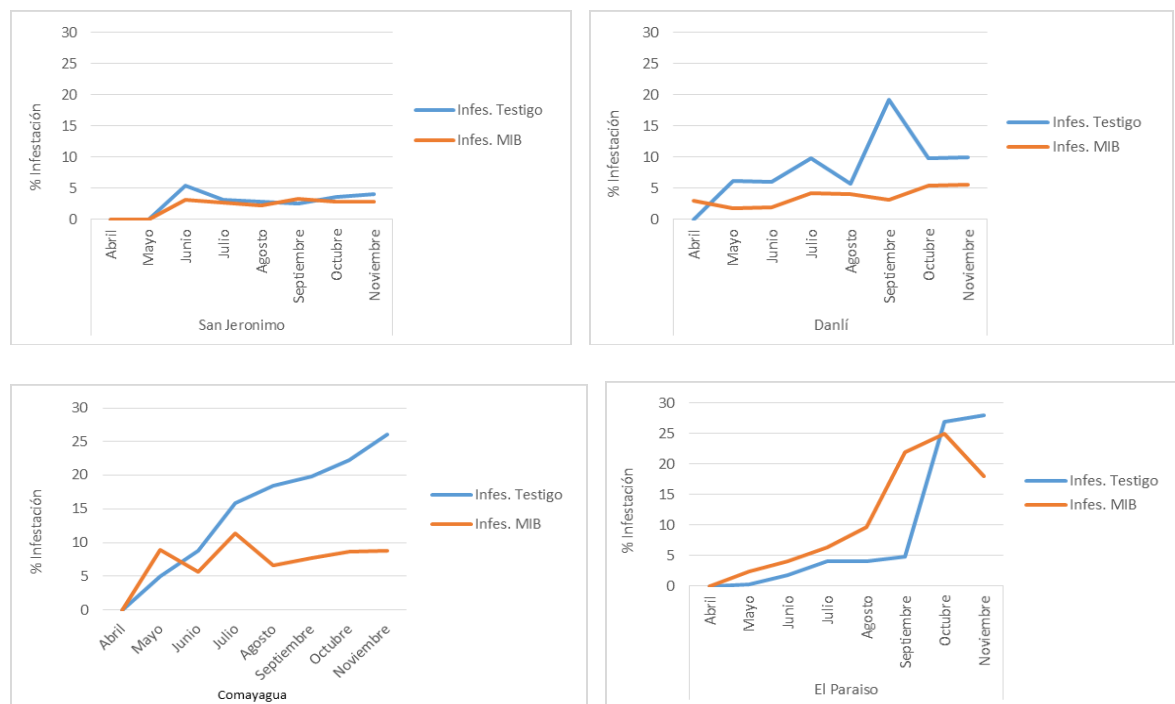 30
25
20
15
10
5
0
% Infestación
Abril
Mayo
Junio
Julio
Agosto
Septiembre
Octubre
Noviembre
San Jeronimo
Infes. Testigo
Infes. MIB
30
25
20
15
10
5
0
% Infestación
Abril
Mayo
Junio
Julio
Agosto
Septiembre
Octubre
Noviembre
Danlí
Infes. Testigo
Infes. MIB
30
25
20
15
10
5
0
% Infestación
Abril
Mayo
Junio
Julio
Agosto
Septiembre
Octubre
Noviembre
Comayagua
Infes. Testigo
Infes. MIB
30
25
20
15
10
5
0
% Infestación
Abril
Mayo
Junio
Julio
Agosto
Septiembre
Octubre
Noviembre
El Paraiso
Infes. Testigo
Infes. MIB